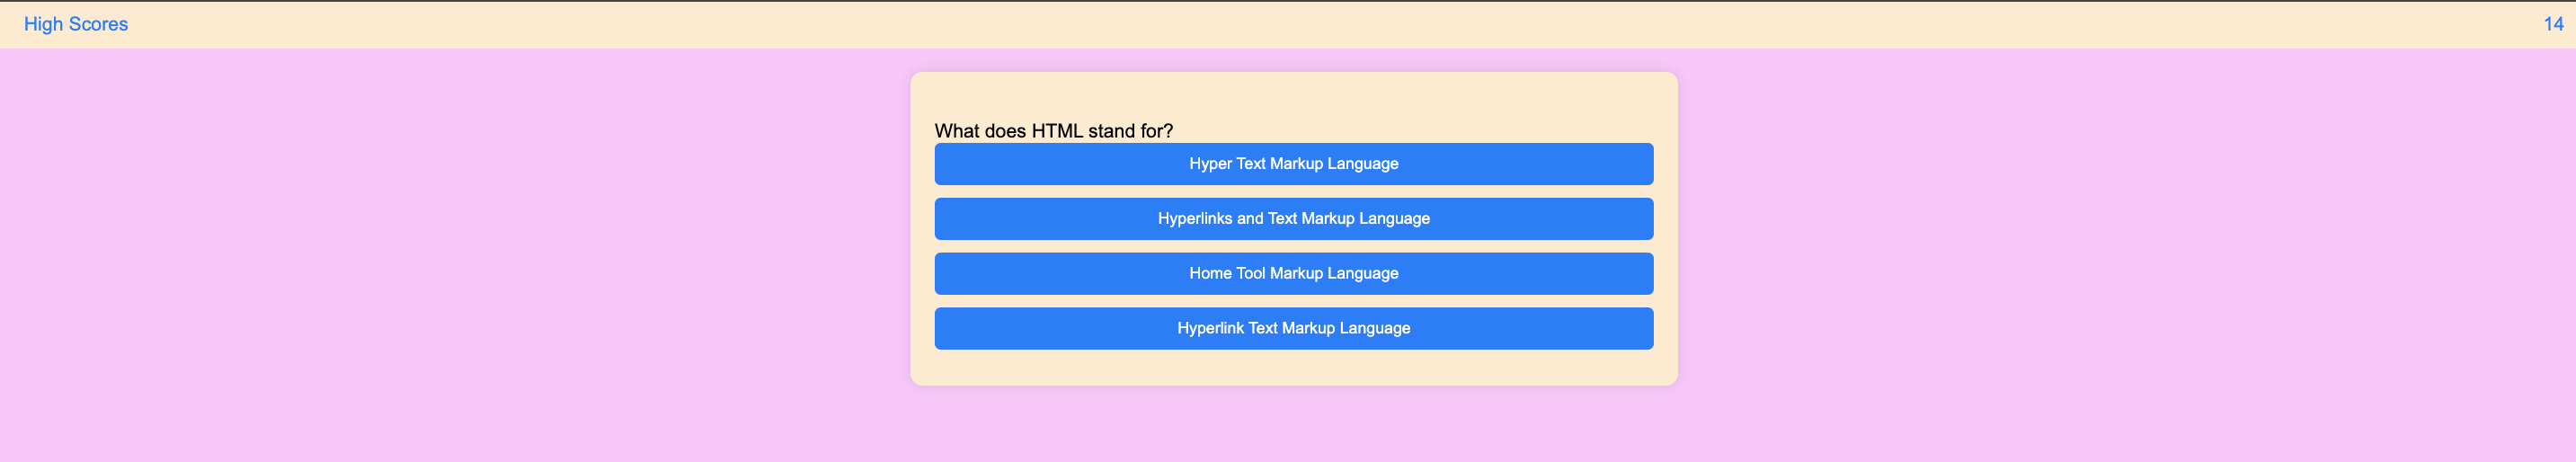 High Scores
14
What does HTML stand for?
Hyper Text Markup Language
Hyperlinks and Text Markup Language
Home Tool Markup Language
Hyperlink Text Markup Language